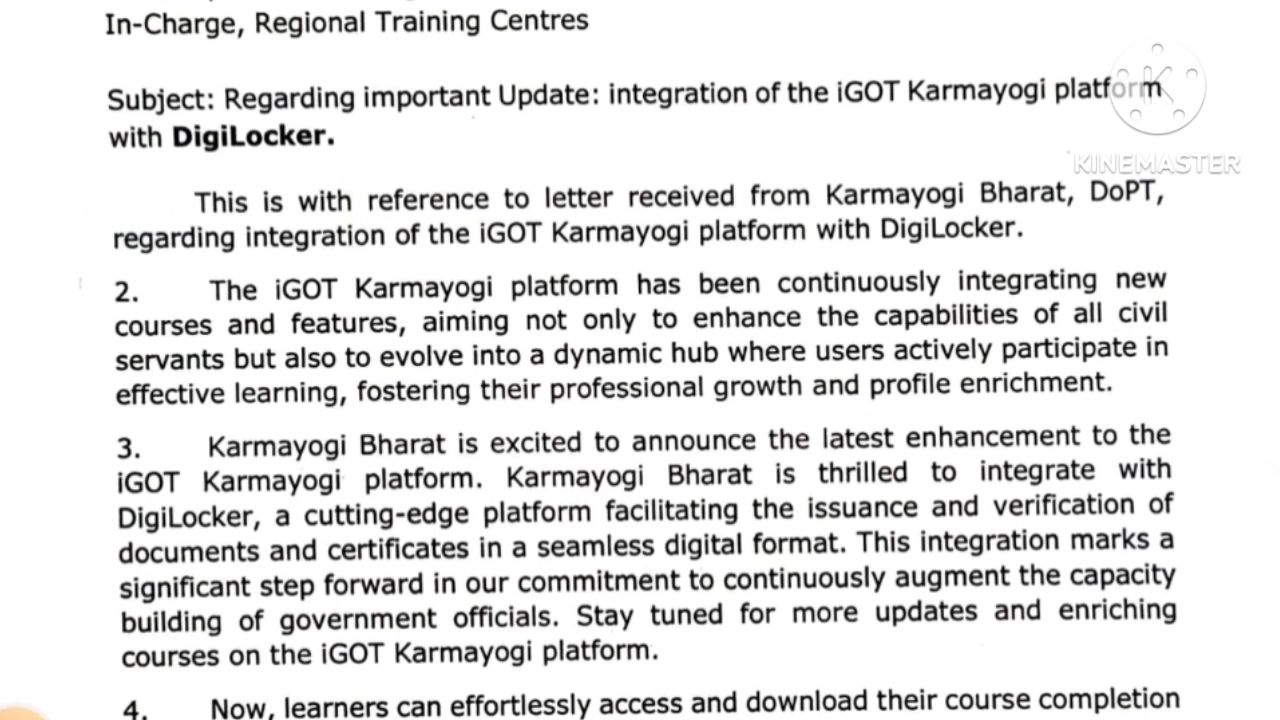 In-Charge, Regional Training Centres
Subject: Regarding important Update: integration of the iGOT Karmayogi platform
with DigiLocker.
KINEMASTER
This is with reference to letter received from Karmayogi Bharat, DoPT,
regarding integration of the iGOT Karmayogi platform with DigiLocker.
2. The iGOT Karmayogi platform has been continuously integrating new
courses and features, aiming not only to enhance the capabilities of all civil
servants but also to evolve into a dynamic hub where users actively participate in
effective learning, fostering their professional growth and profile enrichment.
3. Karmayogi Bharat is excited to announce the latest enhancement to the
iGOT Karmayogi platform. Karmayogi Bharat is thrilled to integrate with
DigiLocker, a cutting-edge platform facilitating the issuance and verification of
documents and certificates in a seamless digital format. This integration marks a
significant step forward in our commitment to continuously augment the capacity
building of government officials. Stay tuned for more updates and enriching
courses on the iGOT Karmayogi platform.
4. Now, learners can effortlessly access and download their course completion